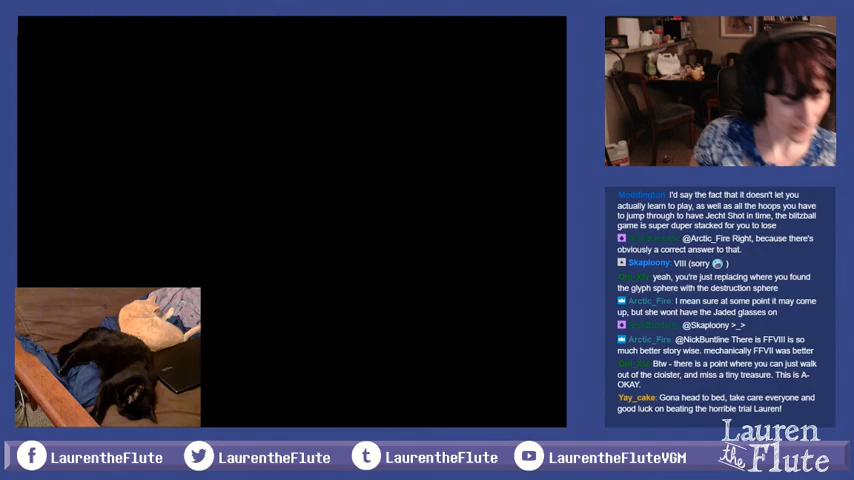 Moddington: I'd say the fact that it doesn't let you
actually learn to play, as well as all the hoops you have
to jump through to have Jecht Shot in time, the blitzball
game is super duper stacked for you to lose
@Arctic_Fire Right, because there's
obviously a correct answer to that.
Skaploony: VIII (sorry )
yeah, you're just replacing where you found
the glyph sphere with the destruction sphere
Arctic_Fire: I mean sure at some point it may come
up, but she wont have the Jaded glasses on
@Skaploony >_>
Arctic_Fire: @NickBuntline There is FFVIII is so
much better story wise. mechanically FFVII was better
Btw - there is a point where you can just walk
out of the cloister, and miss a tiny treasure. This is A-
OKAY.
Yay_cake: Gona head to bed, take care everyone and
good luck on beating the horrible trial Lauren!
Lauren
the Flute
LaurentheFlute
LaurentheFlute
LaurentheFlute
LaurentheFluteVGM